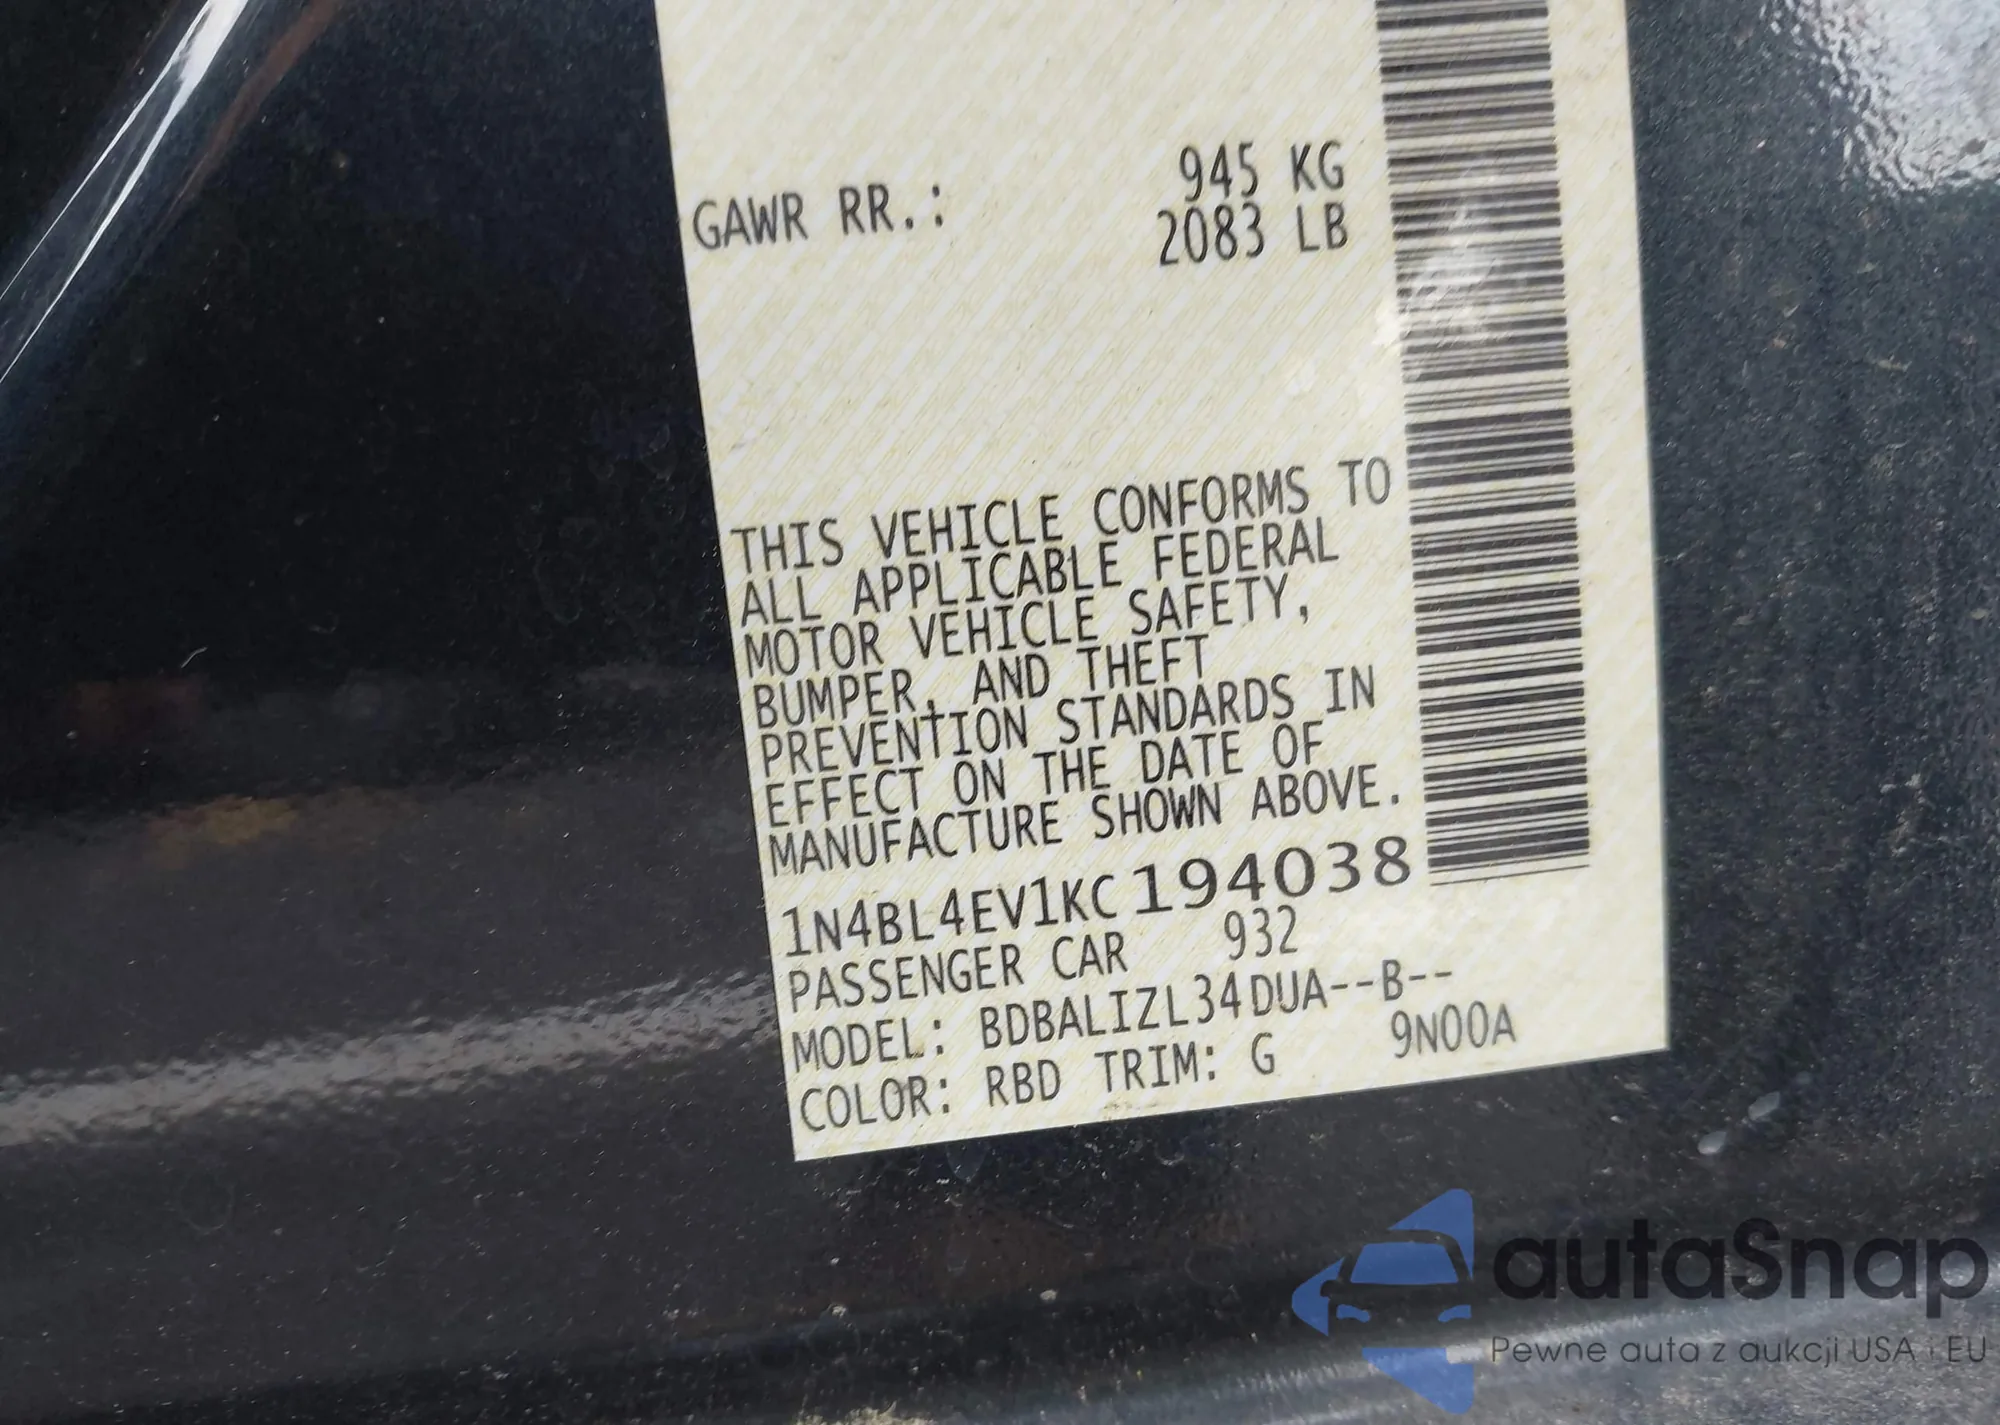 GAWR RR.: 945 KG
2083 LB
THIS VEHICLE CONFORMS TO
ALL APPLICABLE FEDERAL
MOTOR VEHICLE SAFETY,
BUMPER, AND THEFT
PREVENTION STANDARDS IN
EFFECT ON THE DATE OF
MANUFACTURE SHOWN ABOVE.
1N4BL4EV1KC194038
PASSENGER CAR 932
MODEL: BDBALIZL34DUA--B--
COLOR: RBD TRIM: G 9N00A
autaSnap
Pewne auta z aukcji USA i EU